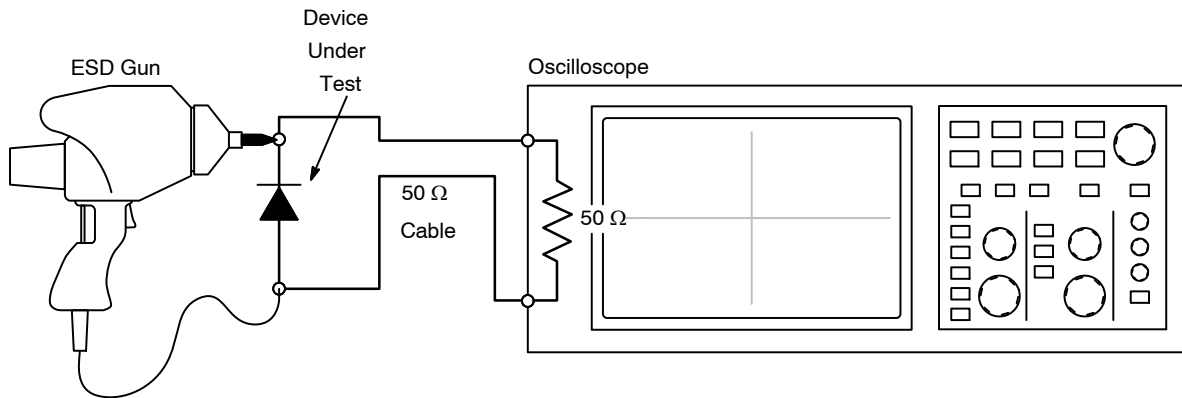 Device
Under
Test
ESD Gun
Oscilloscope
50 Ω
Cable
50 Ω